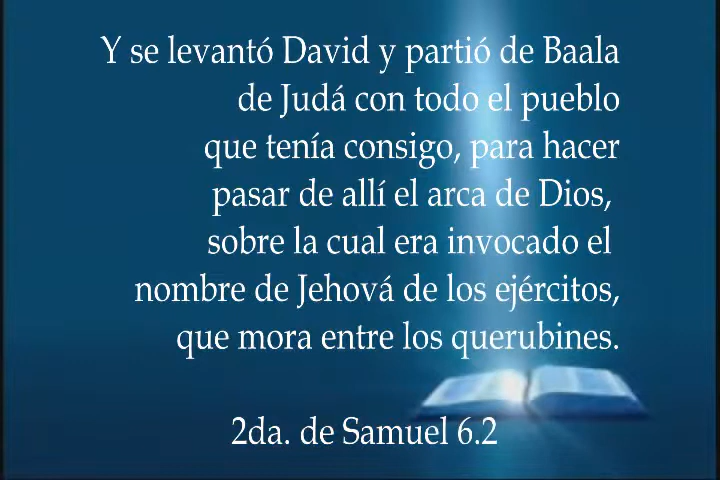 Y se levantó David y partió de Baala
de Judá con todo el pueblo
que tenía consigo, para hacer
pasar de allí el arca de Dios,
sobre la cual era invocado el
nombre de Jehová de los ejércitos,
que mora entre los querubines.
2da. de Samuel 6.2